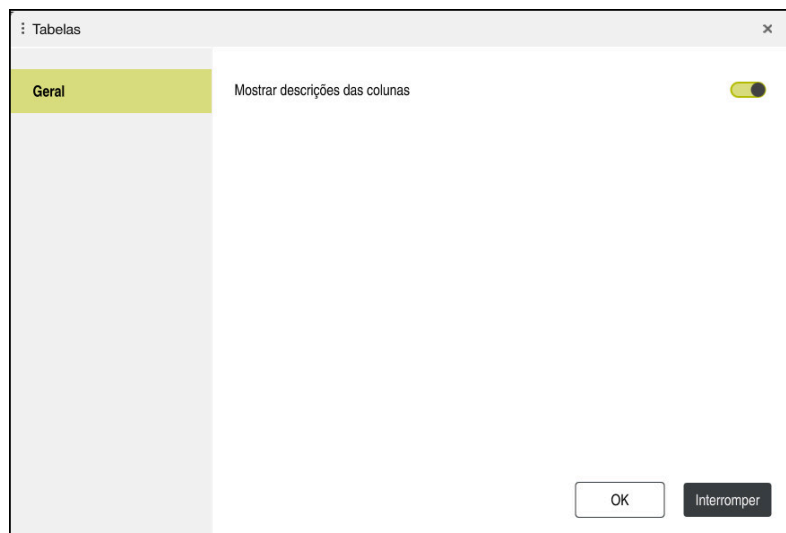 Tabelas
Geral
Mostrar descrições das colunas
OK
Interromper